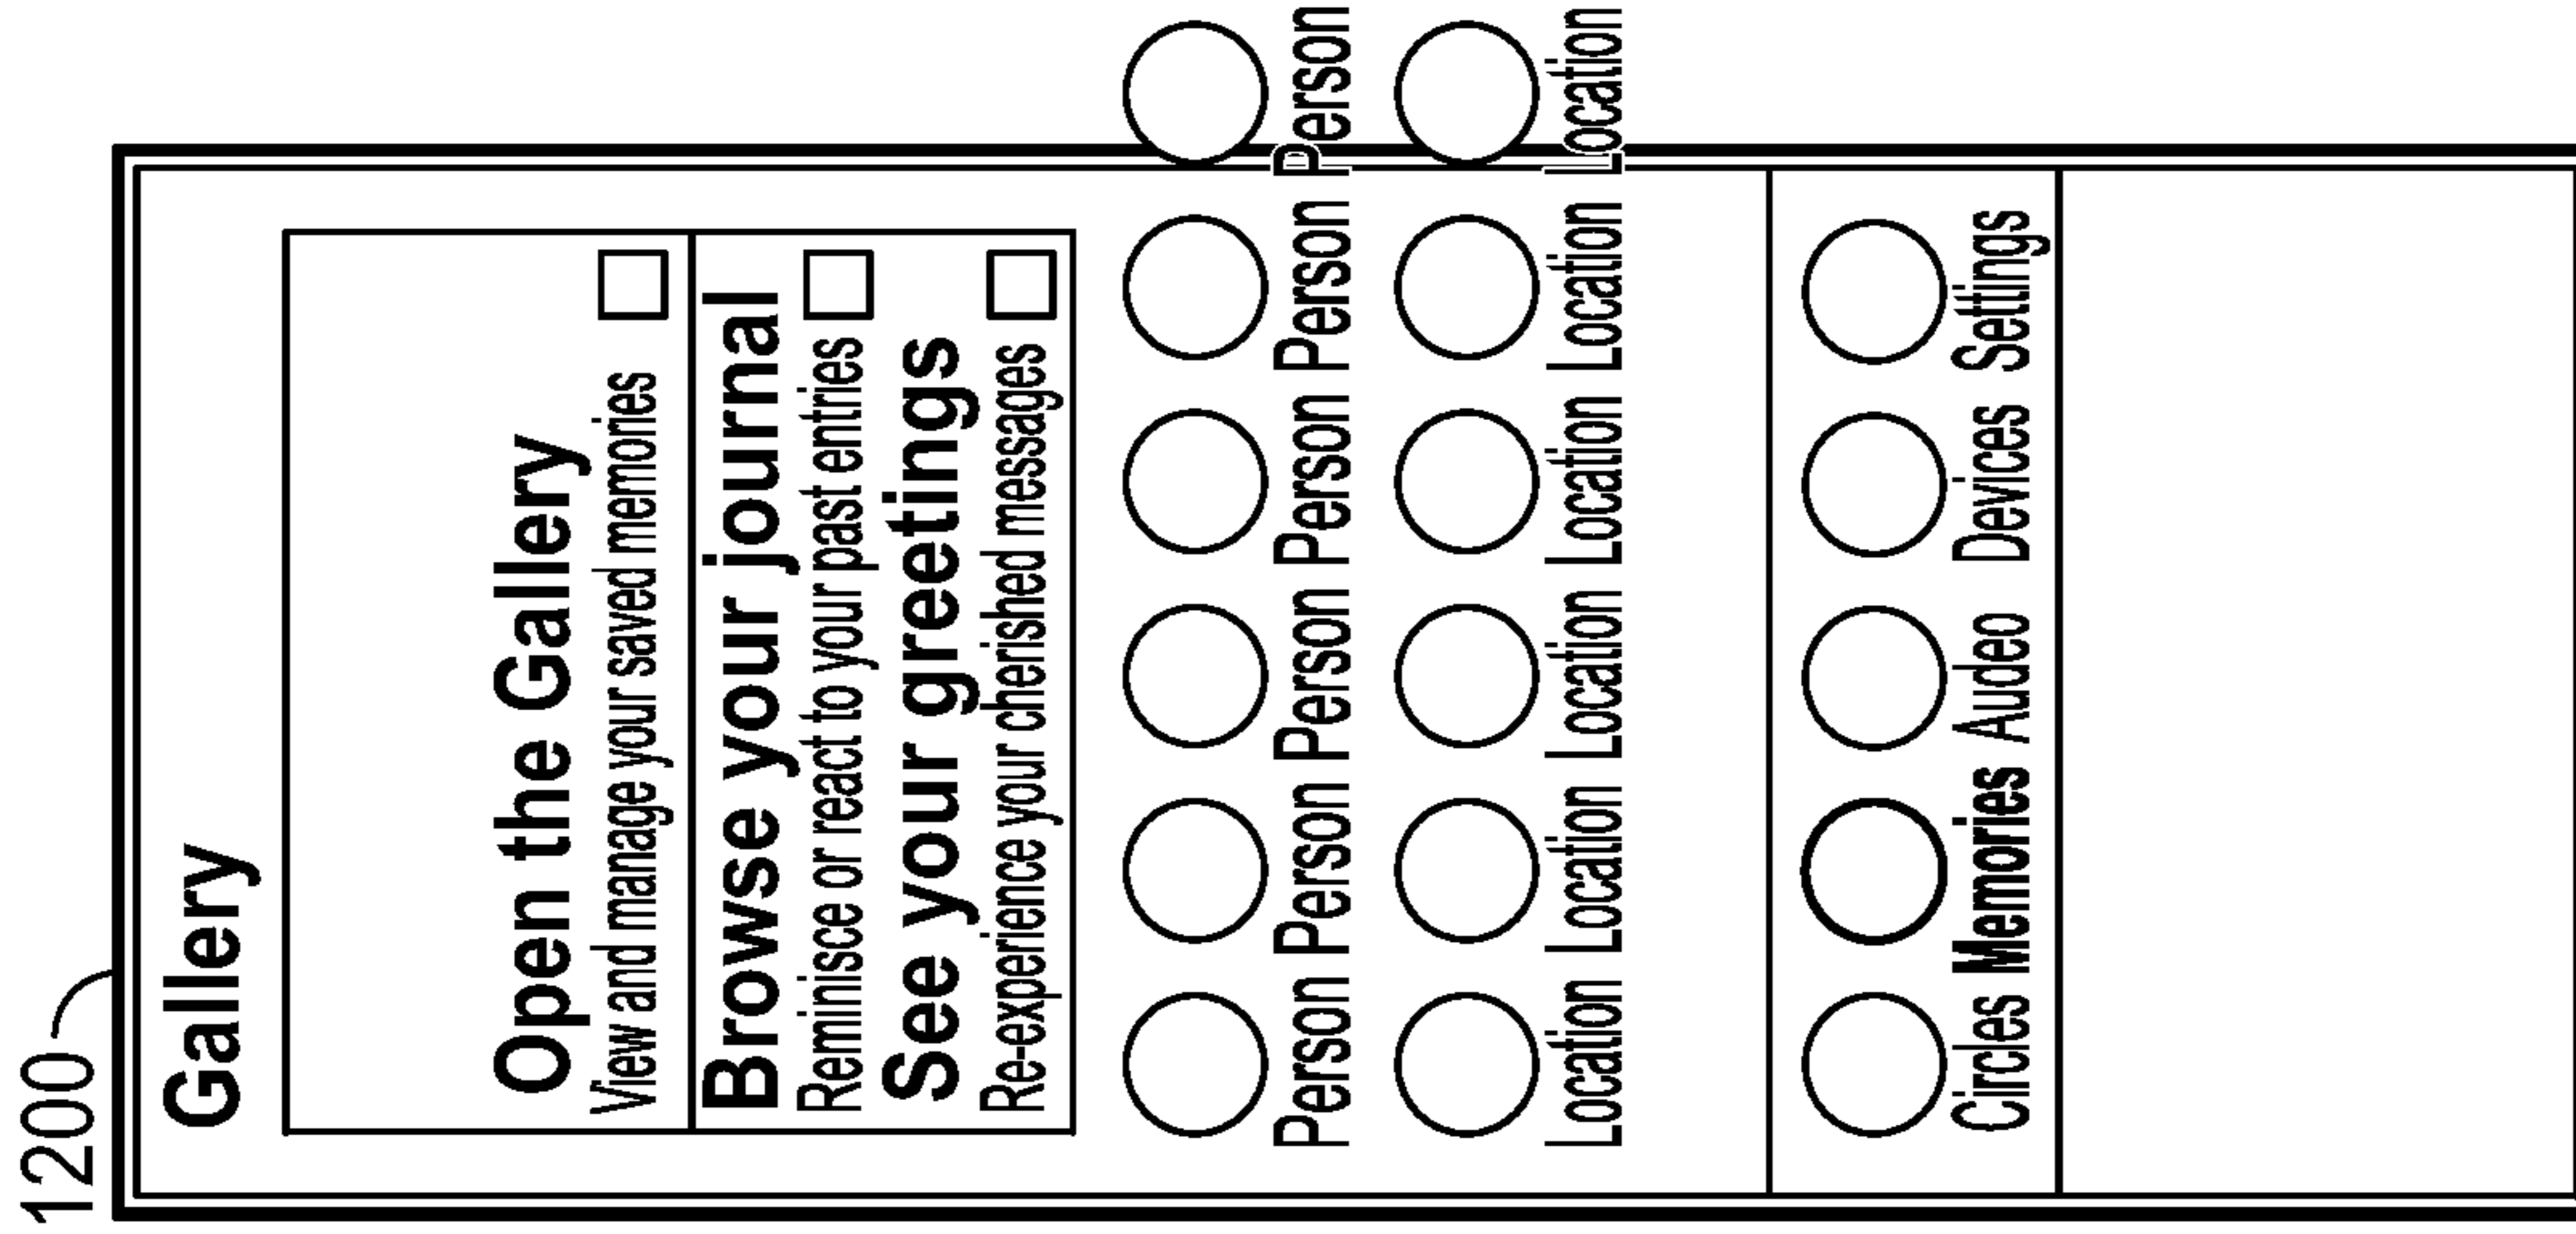 1200
Gallery
Open the Gallery
View and manage your saved memories
Browse your journal
Reminisce or react to your past entries
See your greetings
Re-experience your cherished messages
Person Person Person Person Person Person
Location Location Location Location Location Location
Circles Memories Audeo Devices Settings